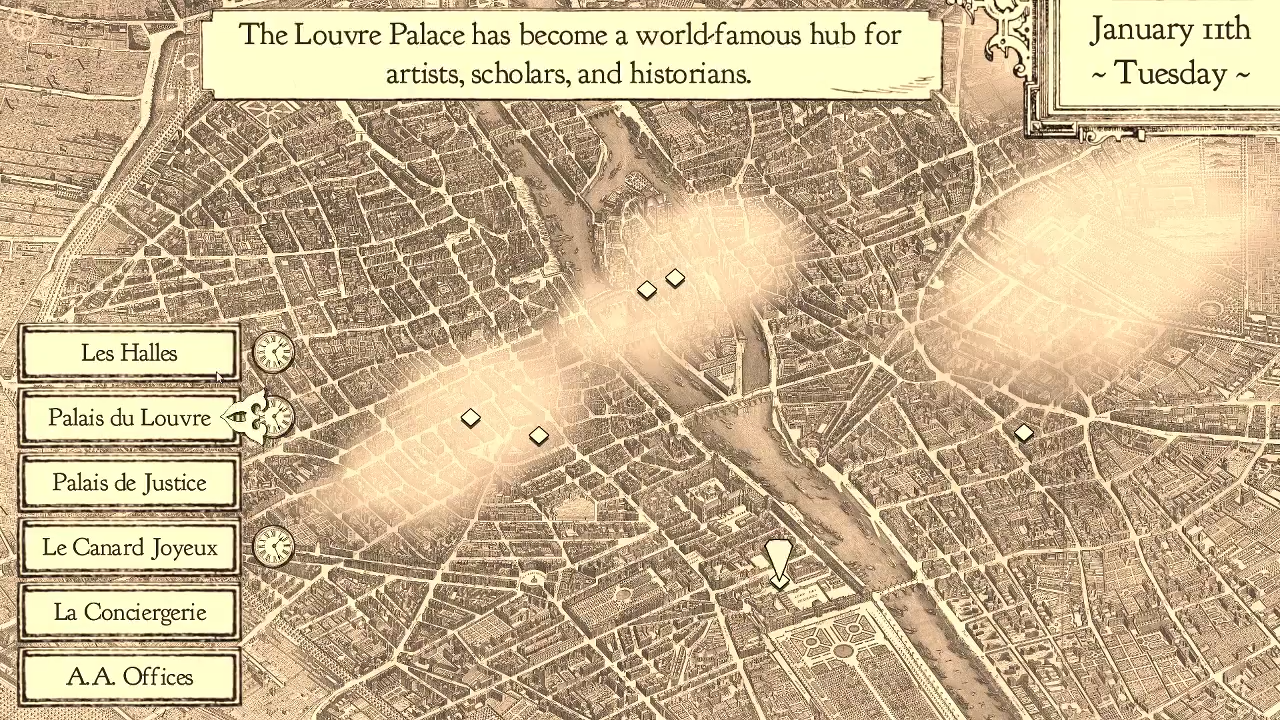 The Louvre Palace has become a world-famous hub for
artists, scholars, and historians.
January 11th
~ Tuesday ~
Les Halles
Palais du Louvre
Palais de Justice
Le Canard Joyeux
La Conciergerie
A.A. Offices